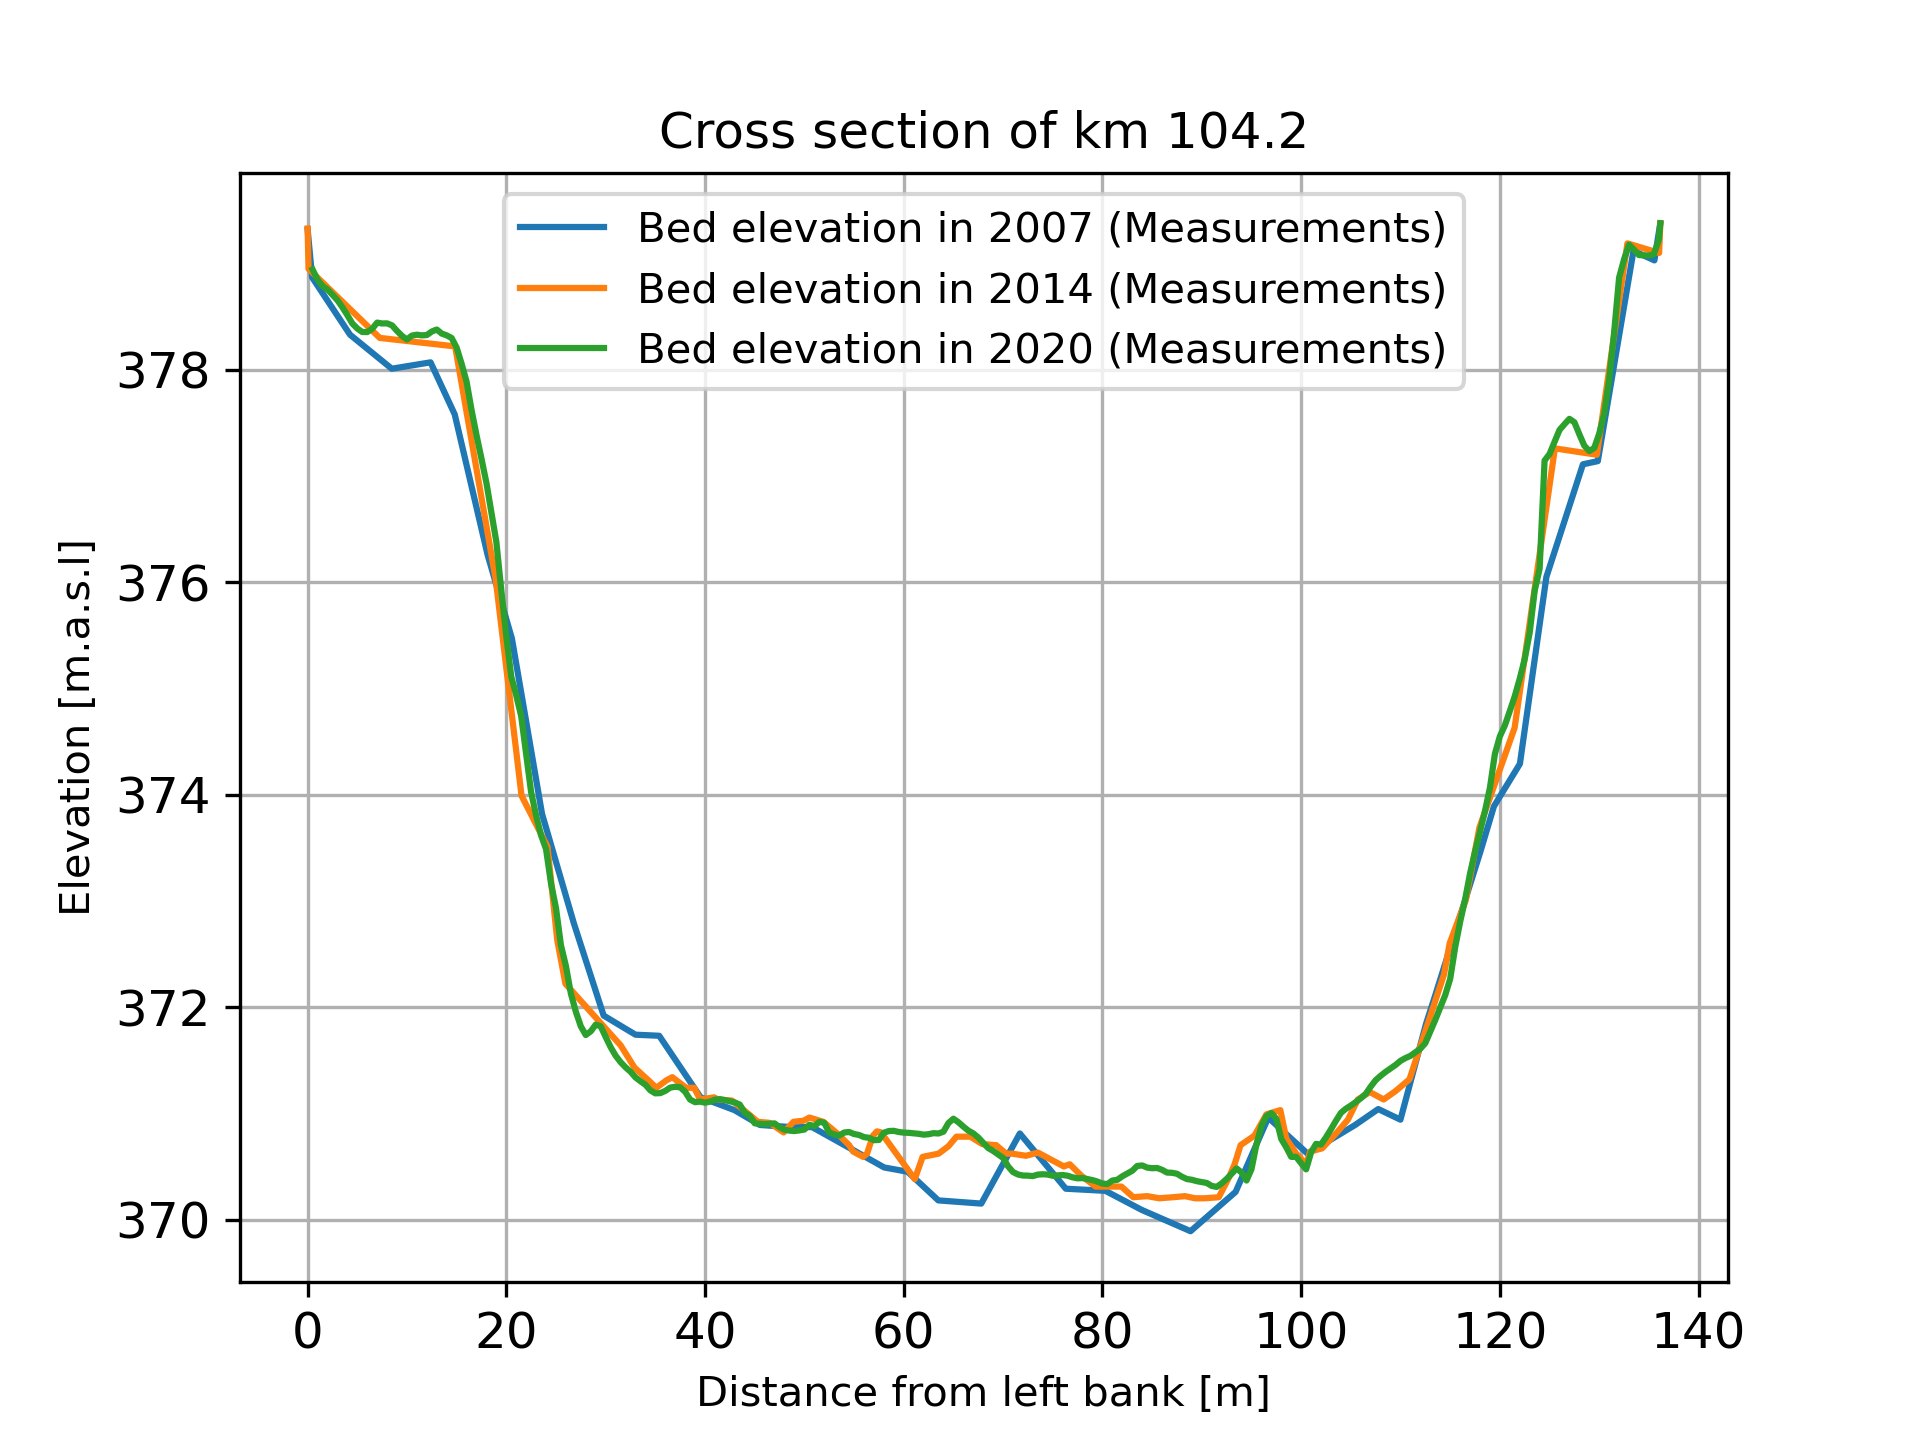 Cross section of km 104.2
Bed elevation in 2007 (Measurements)
Bed elevation in 2014 (Measurements)
Bed elevation in 2020 (Measurements)
Elevation [m.a.s.l]
378
376
374
372
370
0 20 40 60 80 100 120 140
Distance from left bank [m]